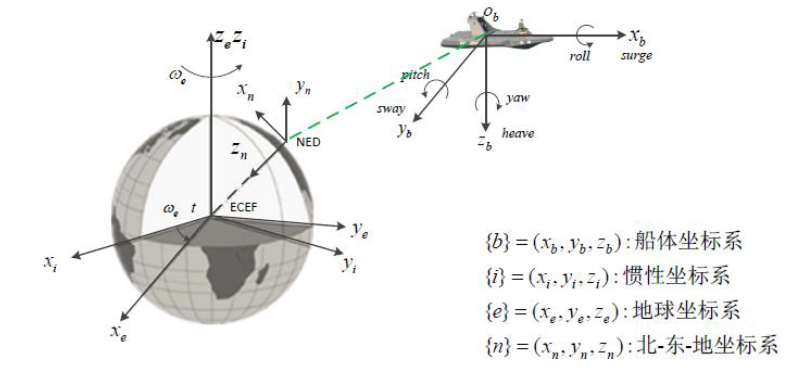 z_e z_i
ω_e
x_n
y_n
NED
z_n
ω_e t
ECEF
y_e
y_i
x_i
x_e
o_b
x_b
roll
surge
pitch
sway
y_b
yaw
z_b
heave
{b} = (x_b, y_b, z_b) : 船体坐标系
{i} = (x_i, y_i, z_i) : 惯性坐标系
{e} = (x_e, y_e, z_e) : 地球坐标系
{n} = (x_n, y_n, z_n) : 北-东-地坐标系